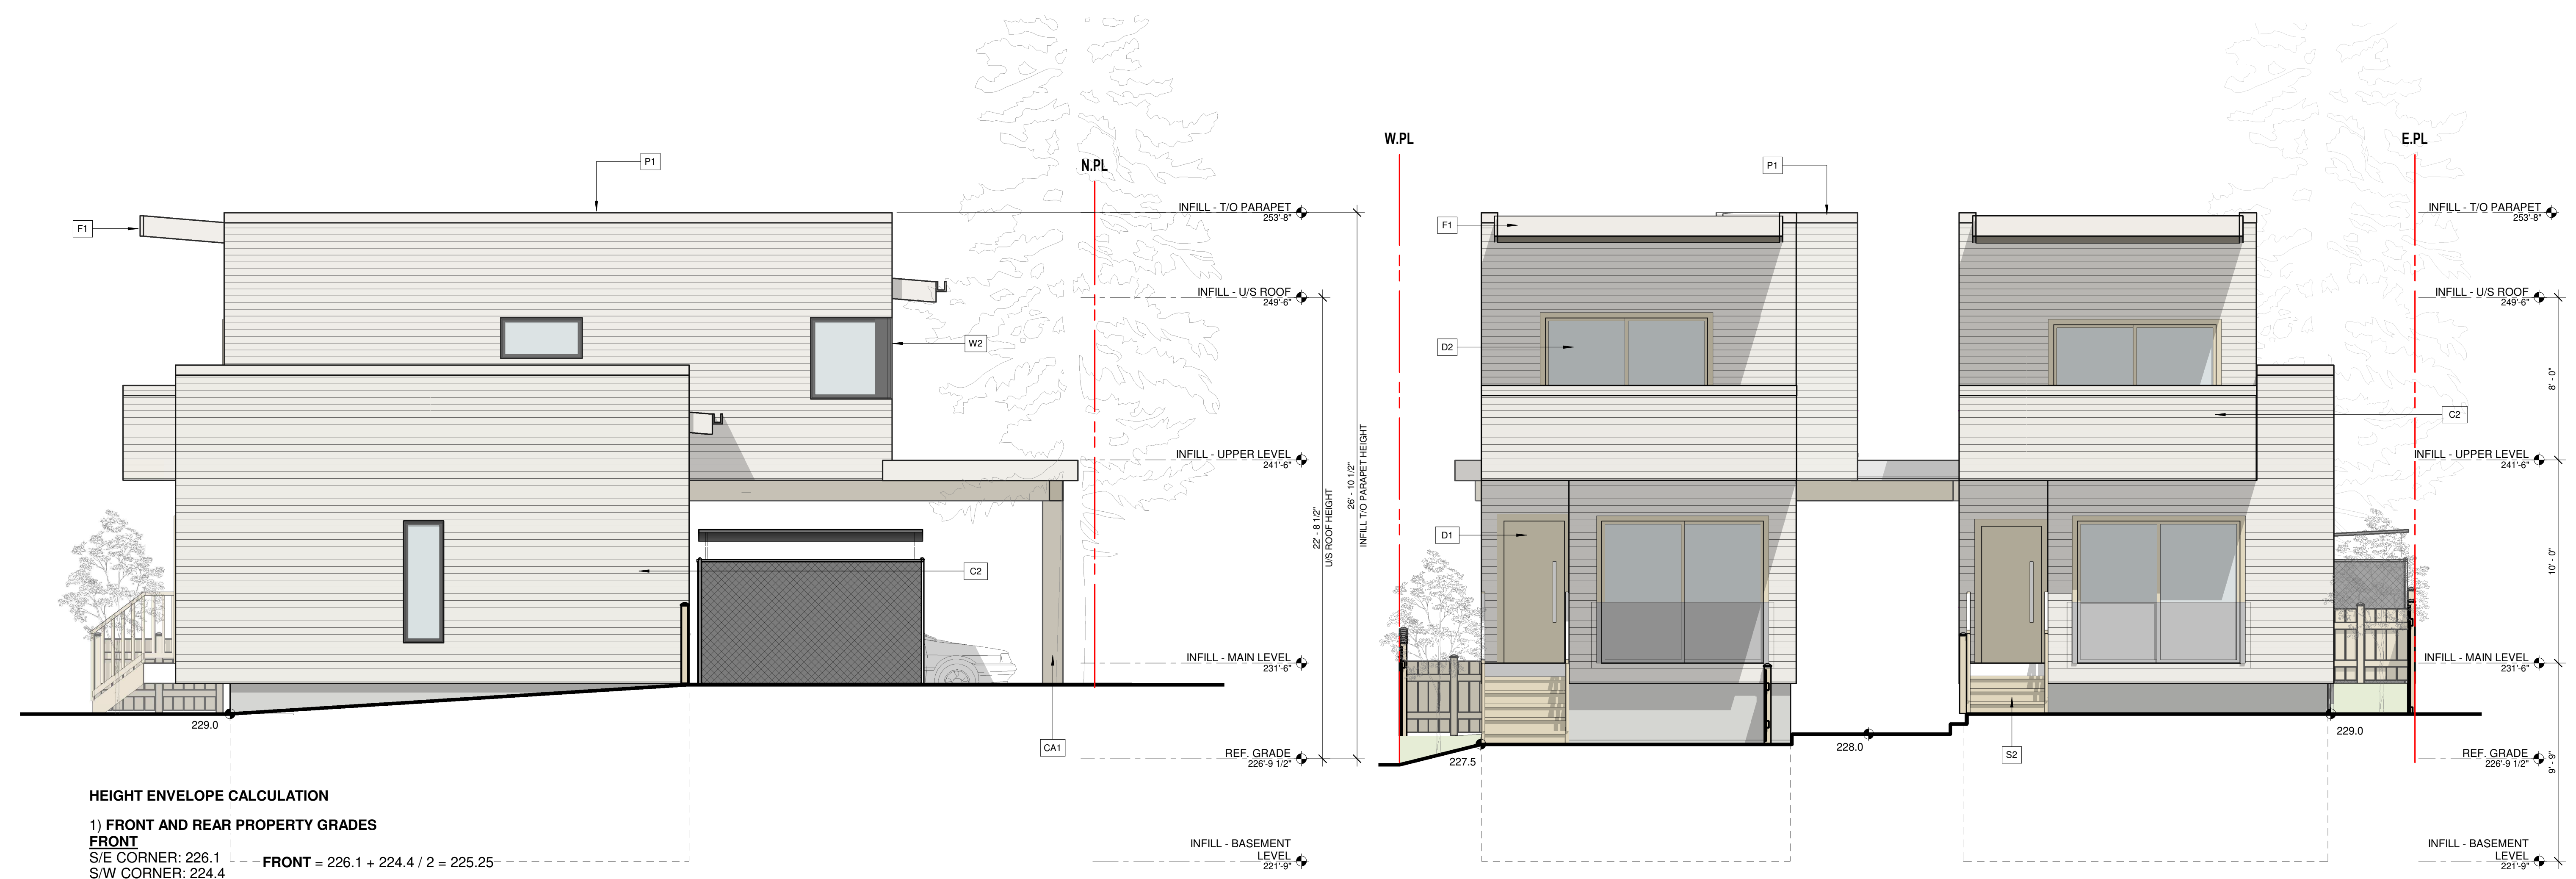 P1
F1
N.PL
INFILL - T/O PARAPET
253'-8"
INFILL - U/S ROOF
249'-6"
W2
INFILL - UPPER LEVEL
241'-6"
22' - 8 1/2"
U/S ROOF HEIGHT
26' - 10 1/2"
INFILL T/O PARAPET HEIGHT
C2
INFILL - MAIN LEVEL
231'-6"
229.0
CA1
REF. GRADE
226'-9 1/2"
INFILL - BASEMENT
LEVEL
221'-9"
HEIGHT ENVELOPE CALCULATION
1) FRONT AND REAR PROPERTY GRADES
FRONT
S/E CORNER: 226.1
S/W CORNER: 224.4
FRONT = 226.1 + 224.4 / 2 = 225.25
W.PL
P1
E.PL
F1
INFILL - T/O PARAPET
253'-8"
INFILL - U/S ROOF
249'-6"
D2
8' - 0"
C2
INFILL - UPPER LEVEL
241'-6"
D1
10' - 0"
INFILL - MAIN LEVEL
231'-6"
227.5
228.0
S2
229.0
REF. GRADE
226'-9 1/2"
9' - 9"
INFILL - BASEMENT
LEVEL
221'-9"